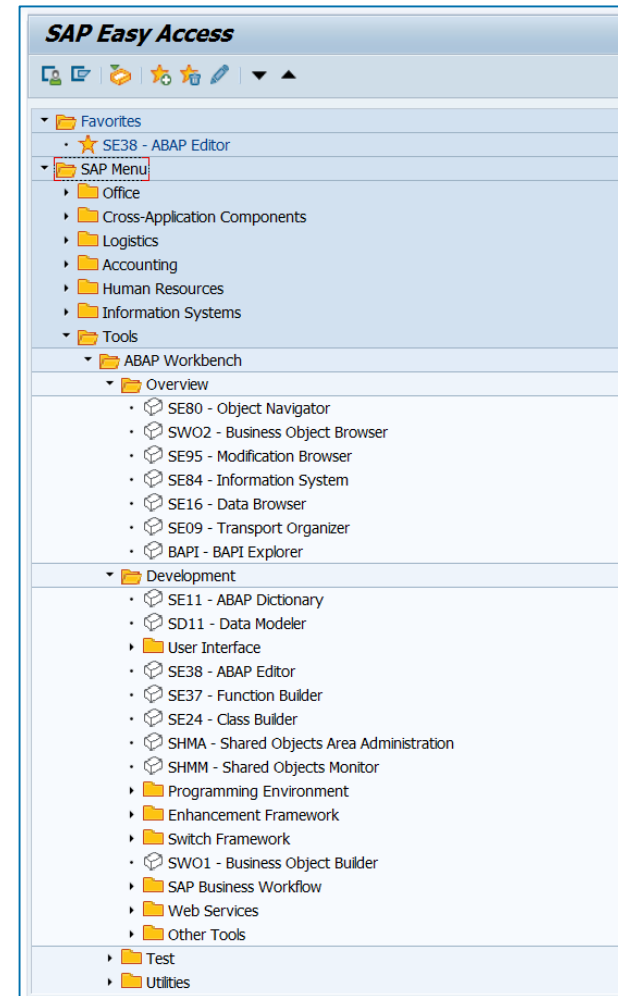 SAP Easy Access
Favorites
SE38 - ABAP Editor
SAP Menu
Office
Cross-Application Components
Logistics
Accounting
Human Resources
Information Systems
Tools
ABAP Workbench
Overview
SE80 - Object Navigator
SWO2 - Business Object Browser
SE95 - Modification Browser
SE84 - Information System
SE16 - Data Browser
SE09 - Transport Organizer
BAPI - BAPI Explorer
Development
SE11 - ABAP Dictionary
SD11 - Data Modeler
User Interface
SE38 - ABAP Editor
SE37 - Function Builder
SE24 - Class Builder
SHMA - Shared Objects Area Administration
SHMM - Shared Objects Monitor
Programming Environment
Enhancement Framework
Switch Framework
SWO1 - Business Object Builder
SAP Business Workflow
Web Services
Other Tools
Test
Utilities